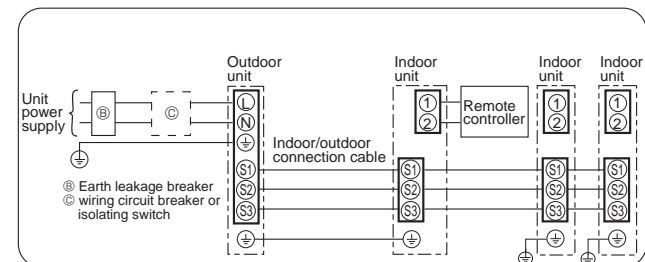 Outdoor
unit
Indoor
unit
Indoor
unit
Indoor
unit
Unit
power
supply
Ⓑ
Ⓒ
L
N
1
2
Remote
controller
1
2
1
2
Indoor/outdoor
connection cable
S1
S2
S3
S1
S2
S3
S1
S2
S3
S1
S2
S3
Ⓑ Earth leakage breaker
Ⓒ wiring circuit breaker or
isolating switch